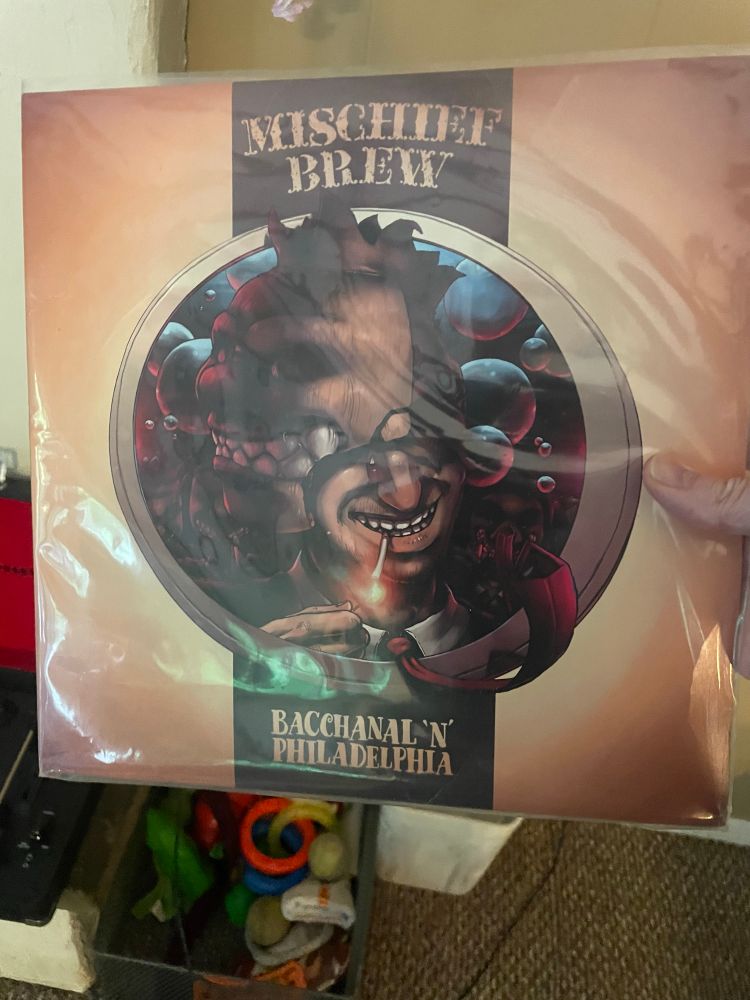 MISCHIEF
BREW
BACCHANAL 'N'
PHILADELPHIA